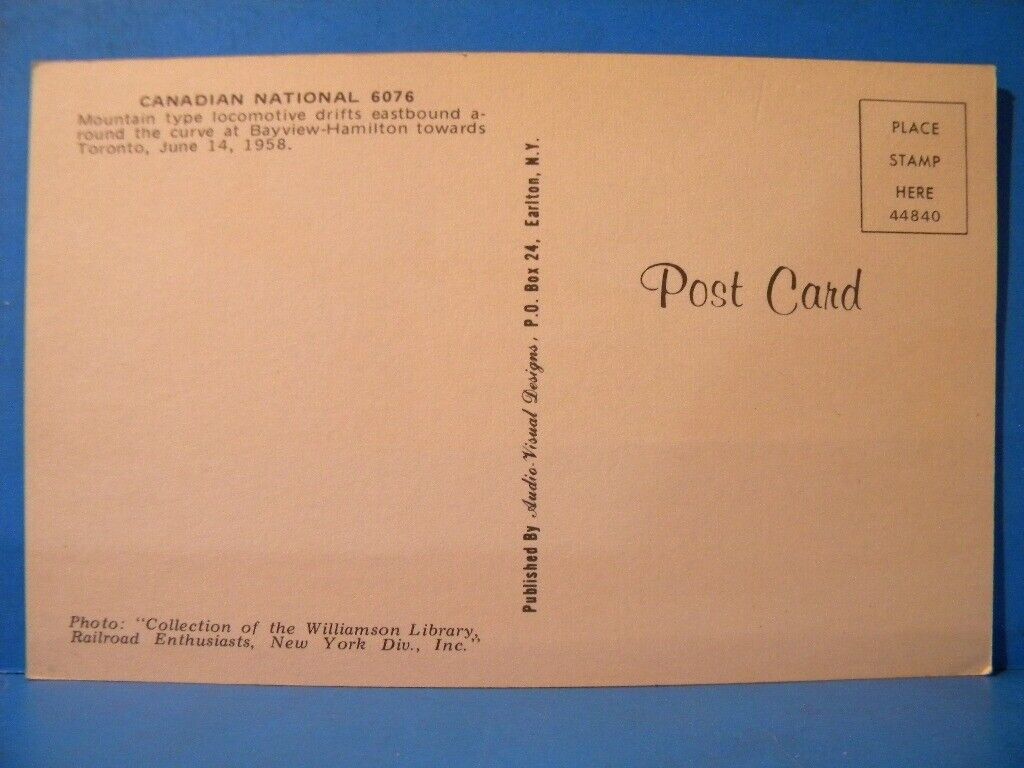 CANADIAN NATIONAL 6076
Mountain type locomotive drifts eastbound a-
round the curve at Bayview-Hamilton towards
Toronto, June 14, 1958.
Photo: "Collection of the Williamson Library,
Railroad Enthusiasts, New York Div., Inc."
Published By Audio-Visual Designs, P.O. Box 24, Earlton, N.Y.
PLACE
STAMP
HERE
44840
Post Card